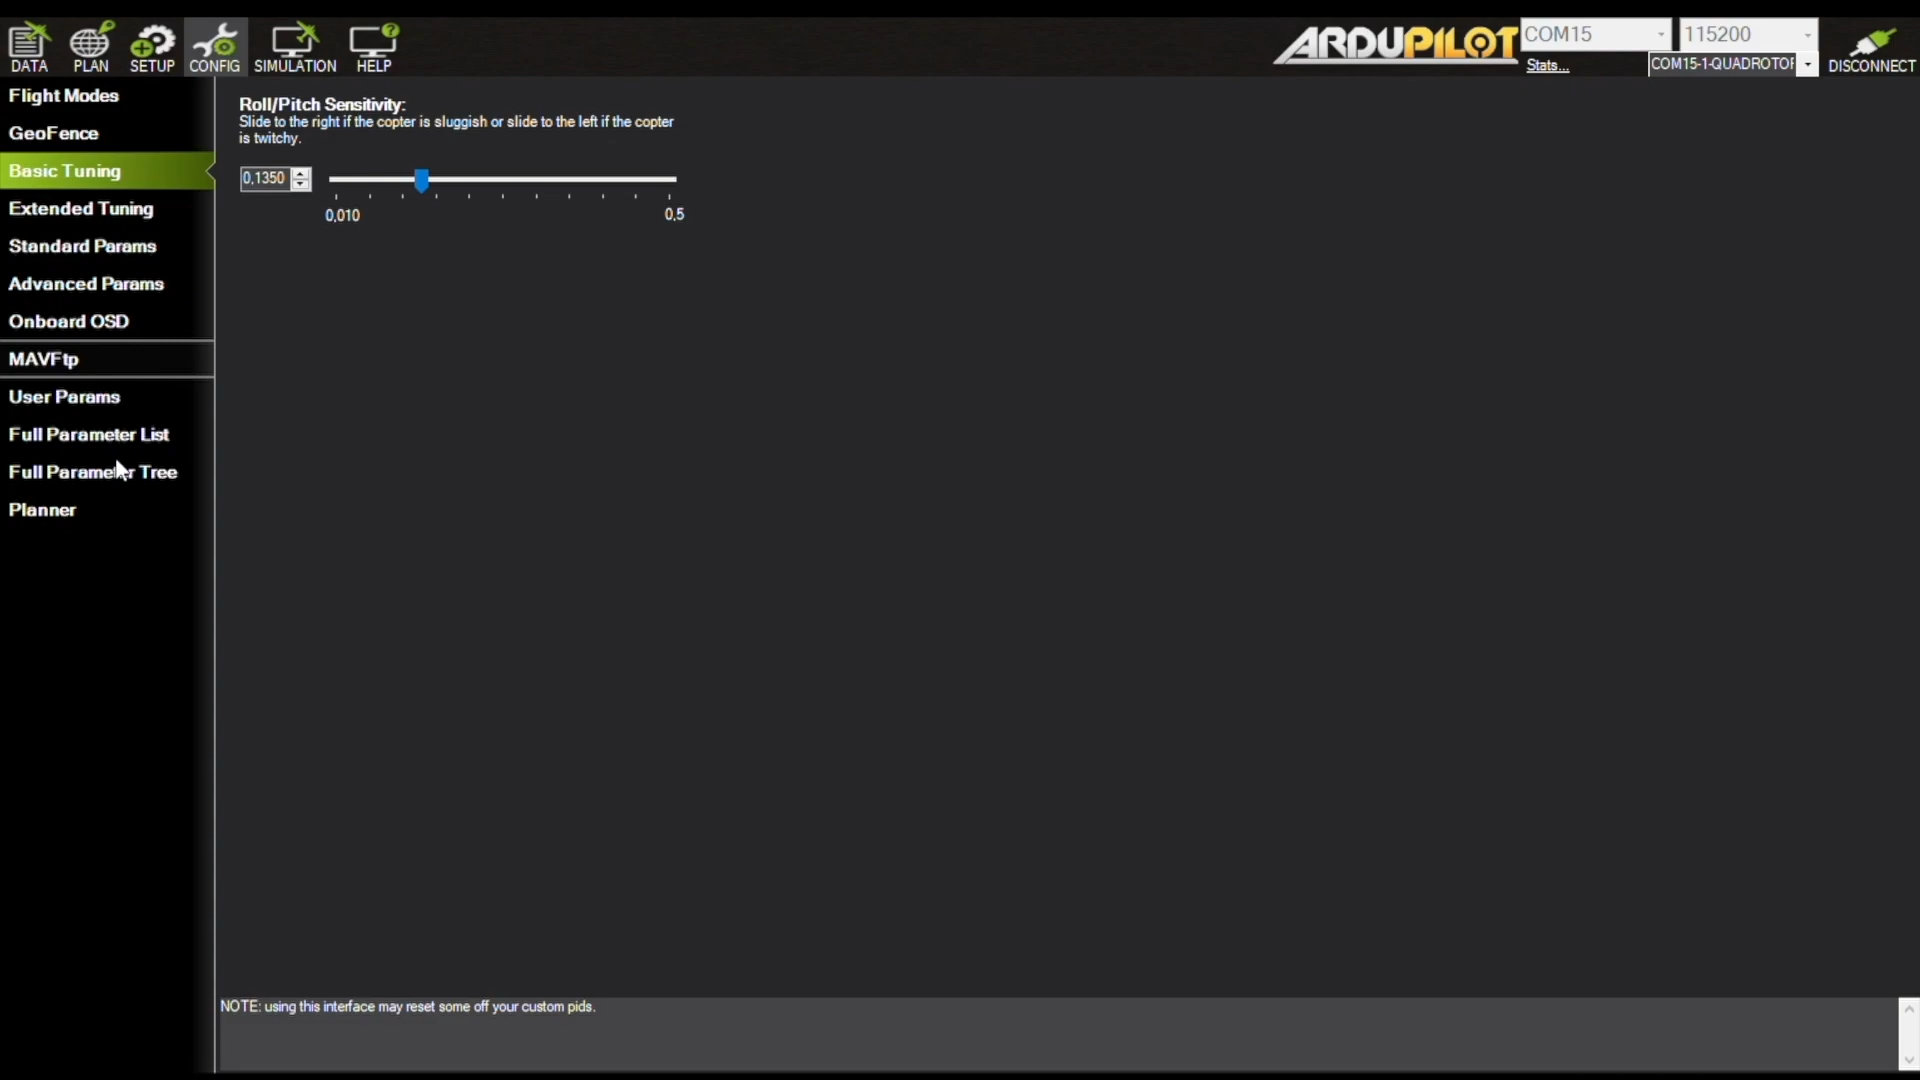 DATA
PLAN
SETUP
CONFIG
SIMULATION
HELP
ARDUPILOT
COM15
115200
Stats...
COM15-1-QUADROTOR
DISCONNECT
Flight Modes
GeoFence
Basic Tuning
Extended Tuning
Standard Params
Advanced Params
Onboard OSD
MAVFtp
User Params
Full Parameter List
Full Parameter Tree
Planner
Roll/Pitch Sensitivity:
Slide to the right if the copter is sluggish or slide to the left if the copter
is twitchy.
0,1350
0,010
0,5
NOTE: using this interface may reset some off your custom pids.